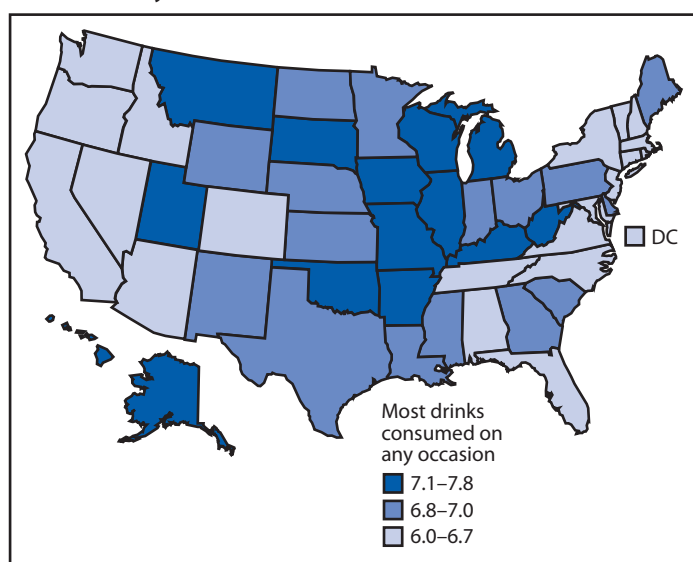 DC
Most drinks
consumed on
any occasion
7.1–7.8
6.8–7.0
6.0–6.7